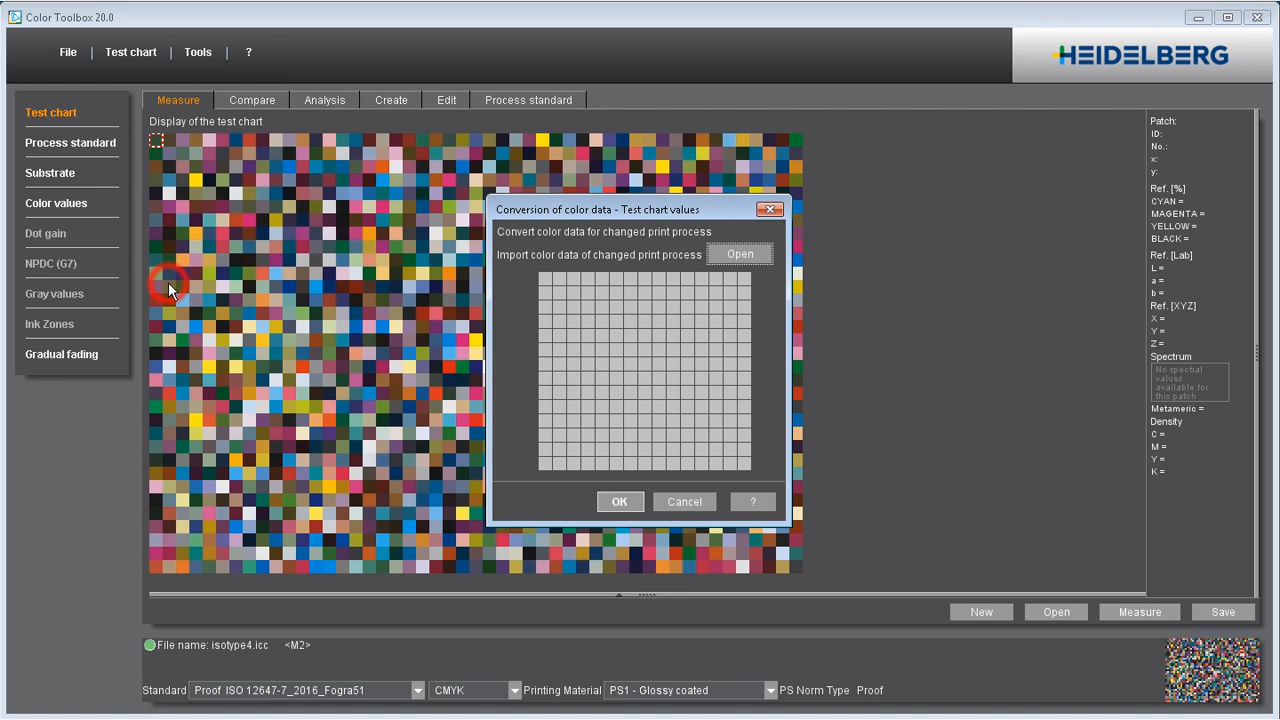 Color Toolbox 20.0
File | Test chart | Tools | ?
HEIDELBERG
Test chart
Process standard
Substrate
Color values
Dot gain
NPDC (G7)
Gray values
Ink Zones
Gradual fading
Measure Compare Analysis Create Edit Process standard
Display of the test chart
Conversion of color data - Test chart values
Convert color data for changed print process
Import color data of changed print process Open
OK Cancel ?
Patch:
ID:
No.:
x:
y:
Ref. [%]
CYAN =
MAGENTA =
YELLOW =
BLACK =
Ref. [Lab]
L =
a =
b =
Ref. [XYZ]
X =
Y =
Z =
Spectrum
No spectral
values
available for
this patch
Metameric =
Density
C =
M =
Y =
K =
New Open Measure Save
File name: isotype4.icc <M2>
Standard Proof ISO 12647-7_2016_Fogra51 CMYK Printing Material PS1 - Glossy coated PS Norm Type Proof